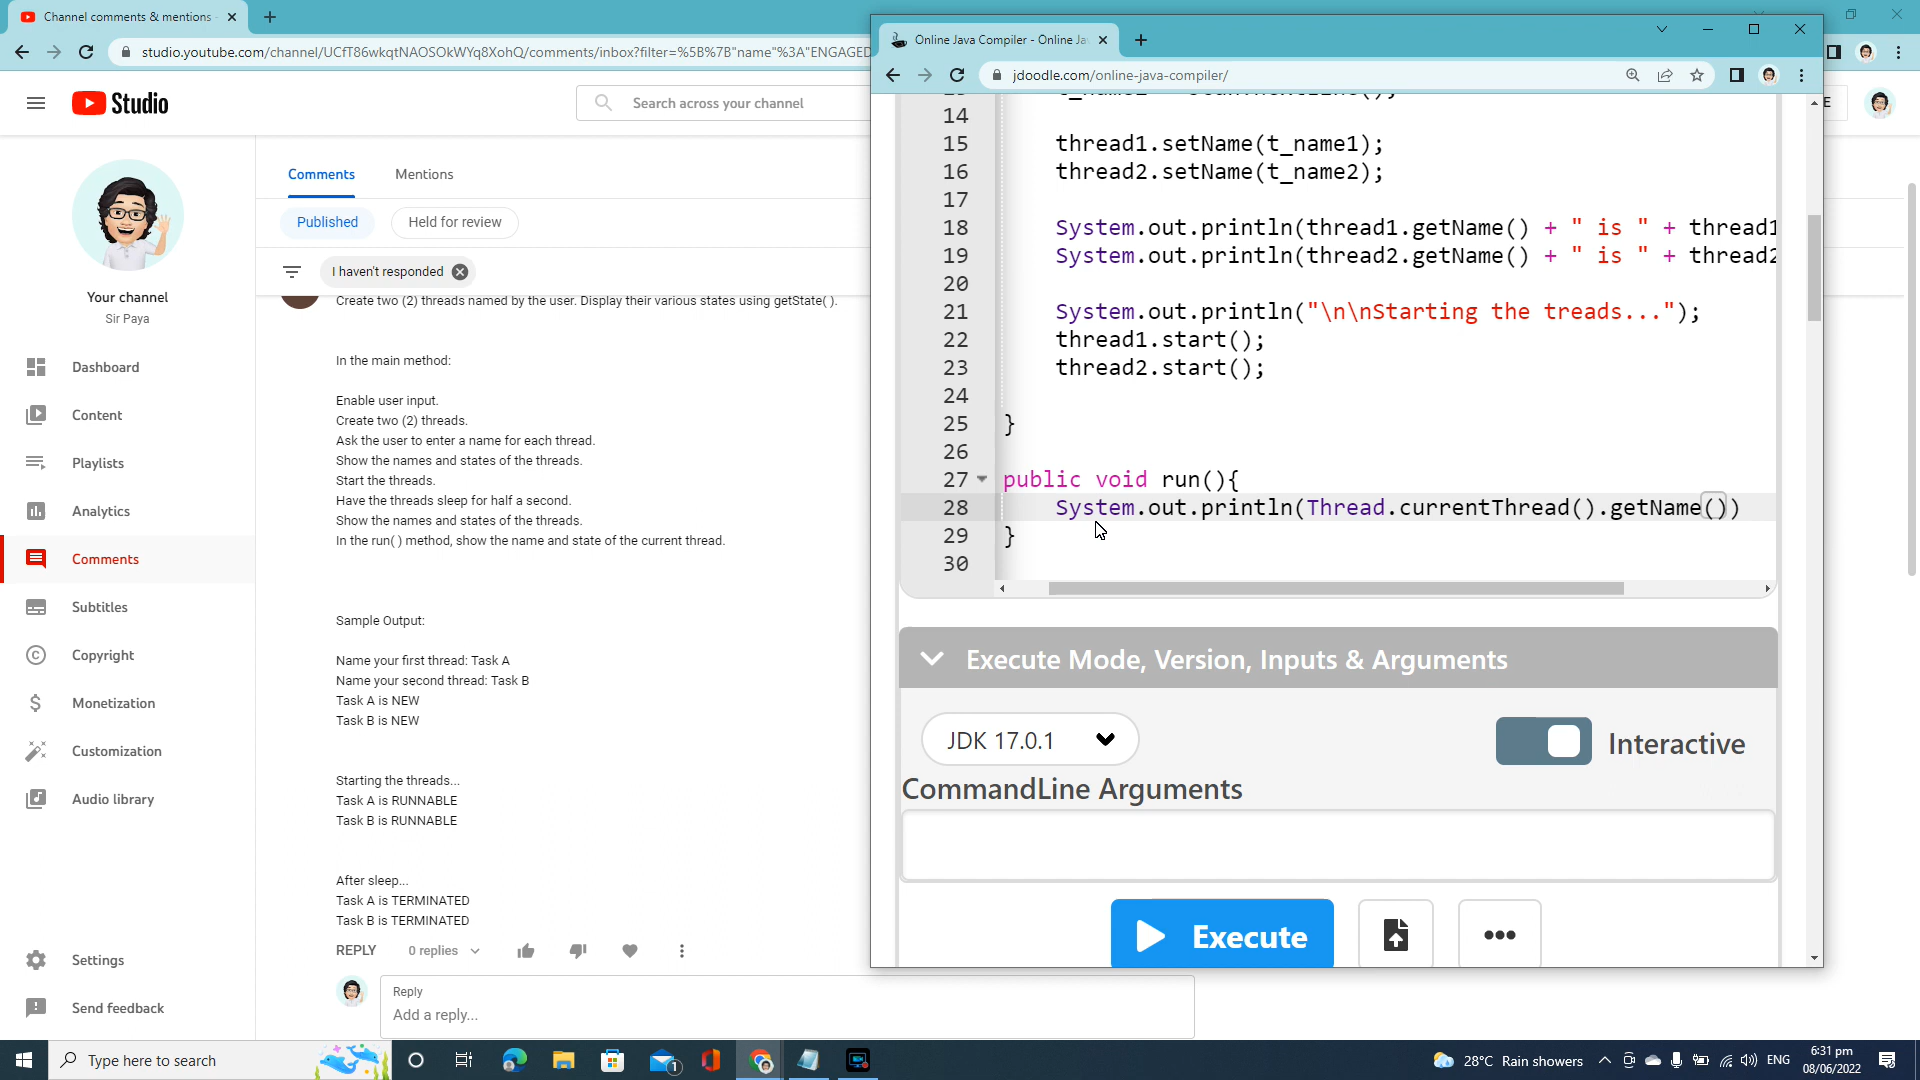 Channel comments & mentions
studio.youtube.com/channel/UCfT86wkqtNAOSOkWYq8XohQ/comments/inbox?filter=%5B%7B"name"%3A"ENGAGED
Studio
Search across your channel
Your channel
Sir Paya
Dashboard
Content
Playlists
Analytics
Comments
Subtitles
Copyright
Monetization
Customization
Audio library
Settings
Send feedback
Comments
Mentions
Published
Held for review
I haven't responded
Create two (2) threads named by the user. Display their various states using getState( ).
In the main method:
Enable user input.
Create two (2) threads.
Ask the user to enter a name for each thread.
Show the names and states of the threads.
Start the threads.
Have the threads sleep for half a second.
Show the names and states of the threads.
In the run( ) method, show the name and state of the current thread.
Sample Output:
Name your first thread: Task A
Name your second thread: Task B
Task A is NEW
Task B is NEW
Starting the threads...
Task A is RUNNABLE
Task B is RUNNABLE
After sleep...
Task A is TERMINATED
Task B is TERMINATED
REPLY
0 replies
Reply
Add a reply...
Online Java Compiler - Online Ja
jdoodle.com/online-java-compiler/
E
14
15 thread1.setName(t_name1);
16 thread2.setName(t_name2);
17
18 System.out.println(thread1.getName() + " is " + thread1
19 System.out.println(thread2.getName() + " is " + thread2
20
21 System.out.println("\n\nStarting the treads...");
22 thread1.start();
23 thread2.start();
24
25 }
26
27 public void run(){
28 System.out.println(Thread.currentThread().getName())
29 }
30
Execute Mode, Version, Inputs & Arguments
JDK 17.0.1
Interactive
CommandLine Arguments
Execute
Type here to search
1
28°C Rain showers
ENG
6:31 pm
08/06/2022